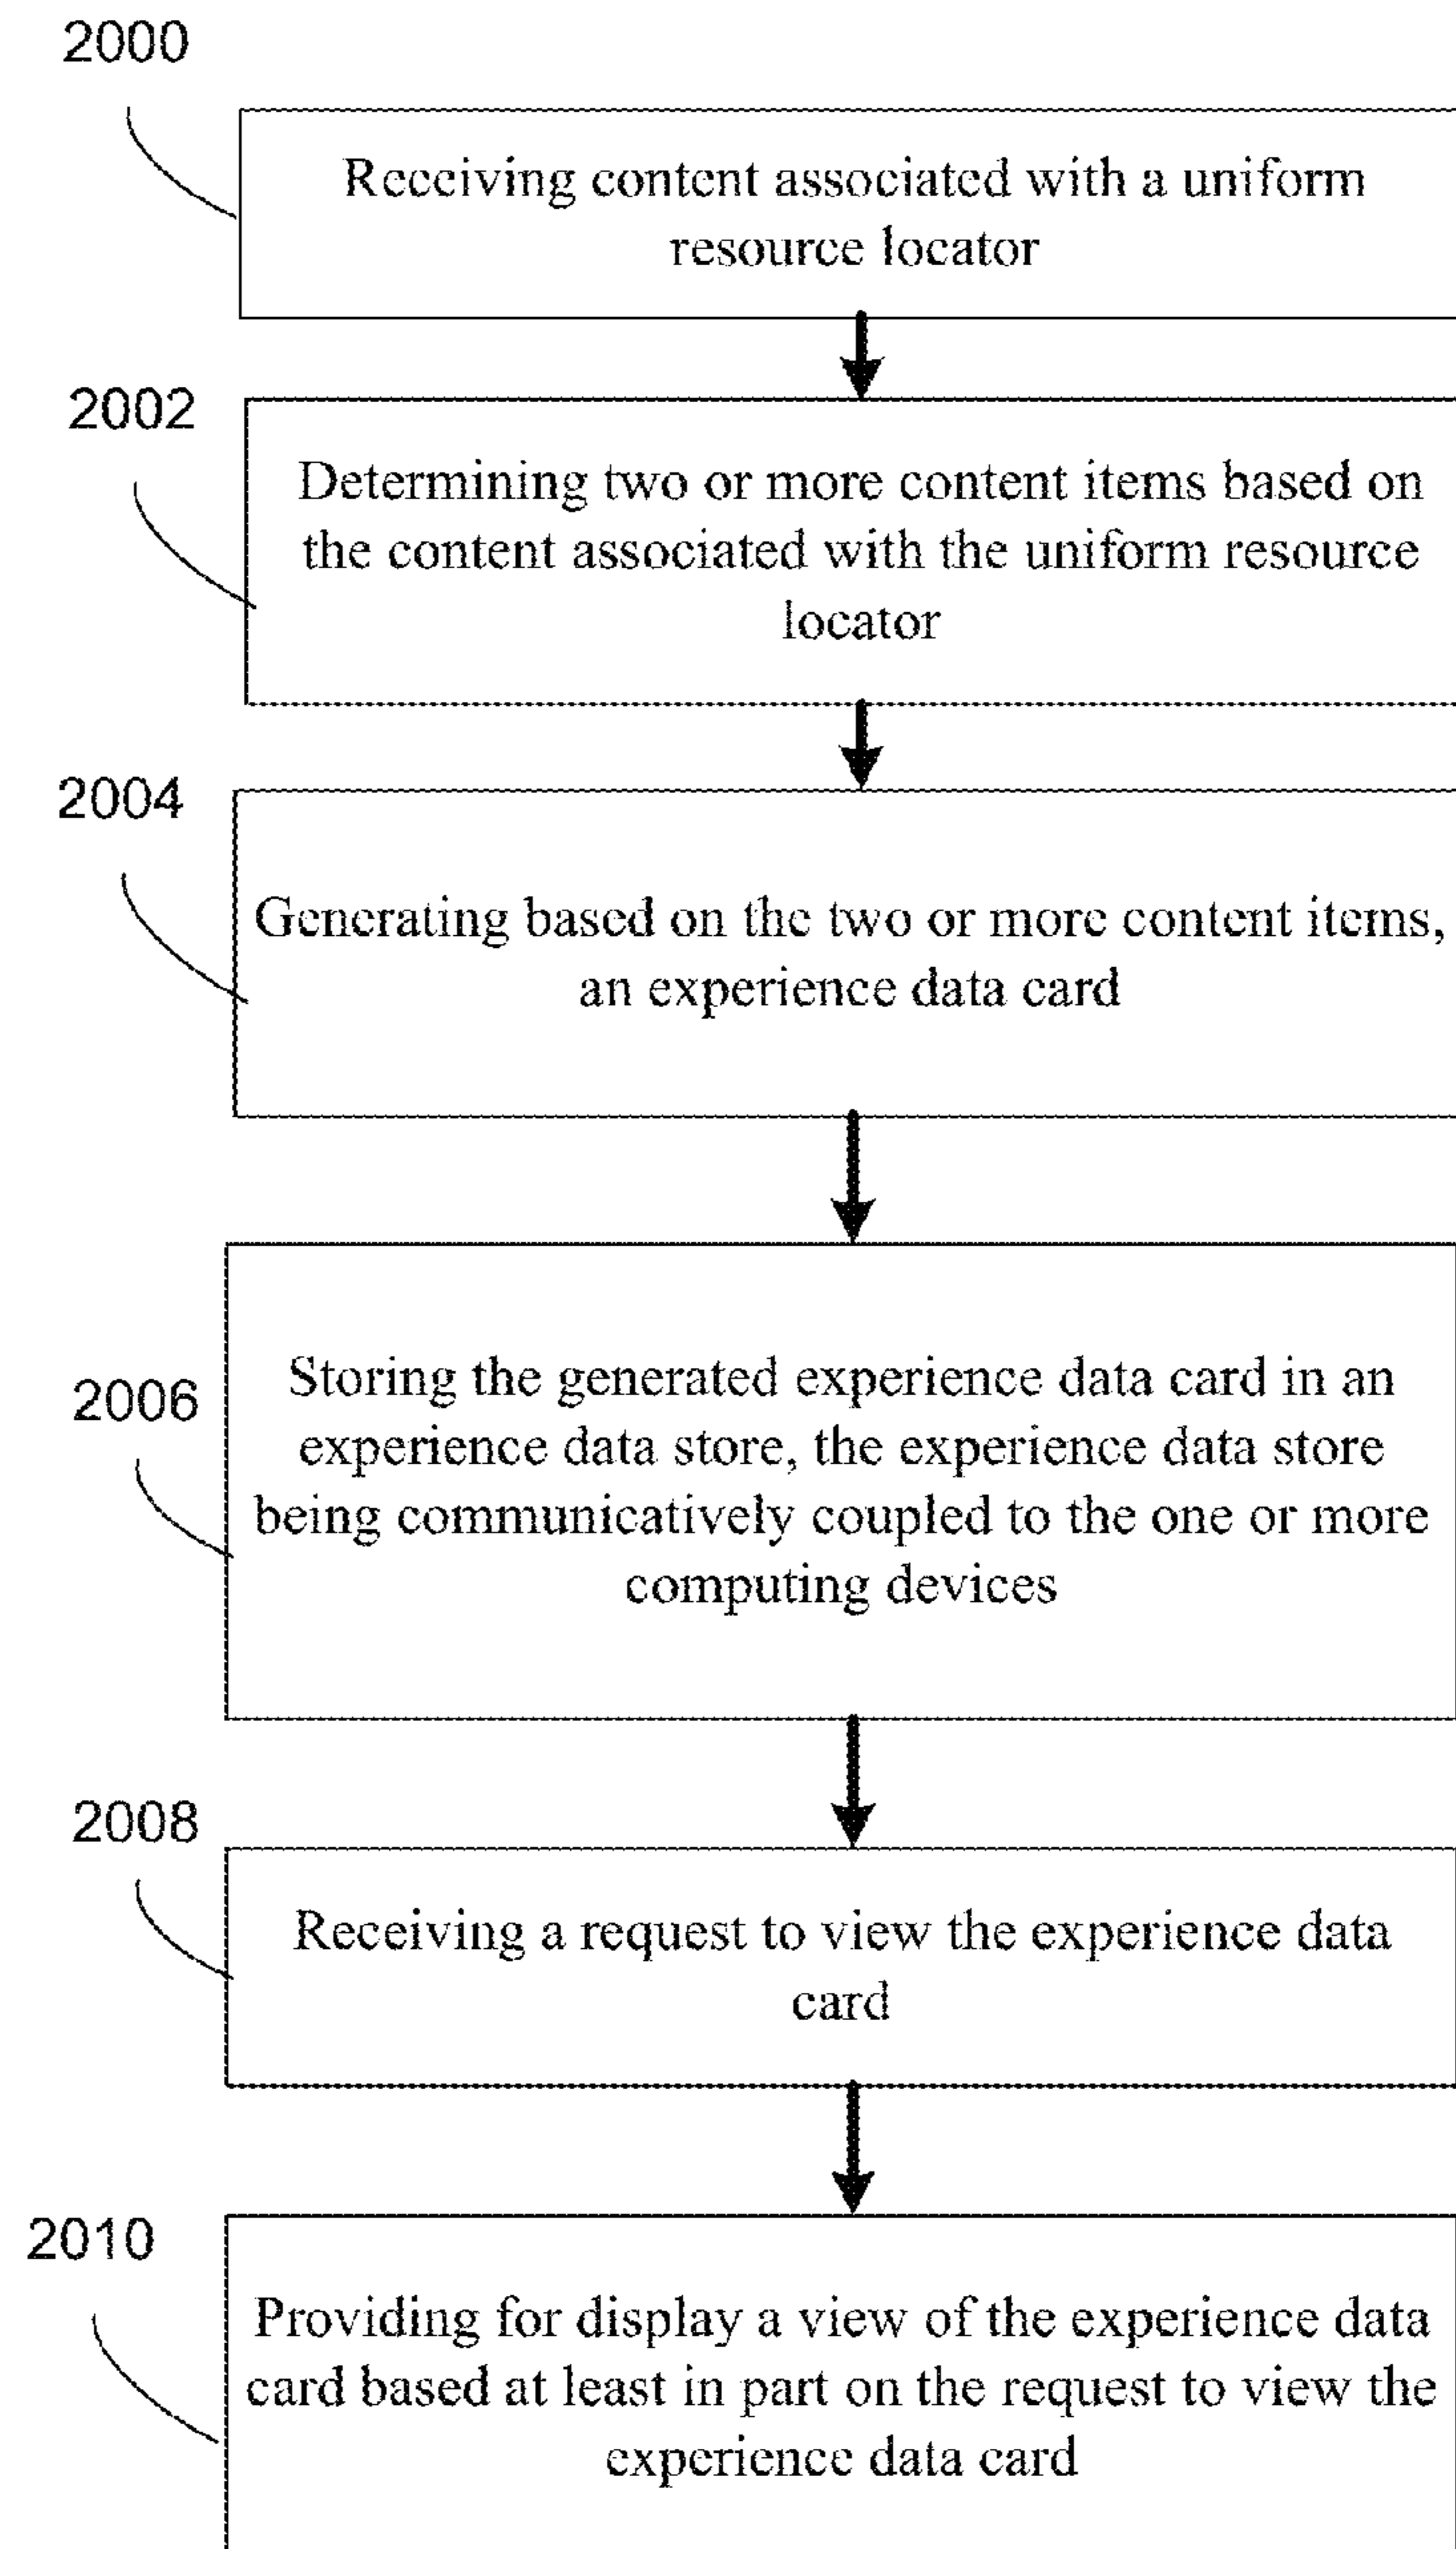 2000
Receiving content associated with a uniform
resource locator
2002
Determining two or more content items based on
the content associated with the uniform resource
locator
2004
Generating based on the two or more content items,
an experience data card
2006
Storing the generated experience data card in an
experience data store, the experience data store
being communicatively coupled to the one or more
computing devices
2008
Receiving a request to view the experience data
card
2010
Providing for display a view of the experience data
card based at least in part on the request to view the
experience data card